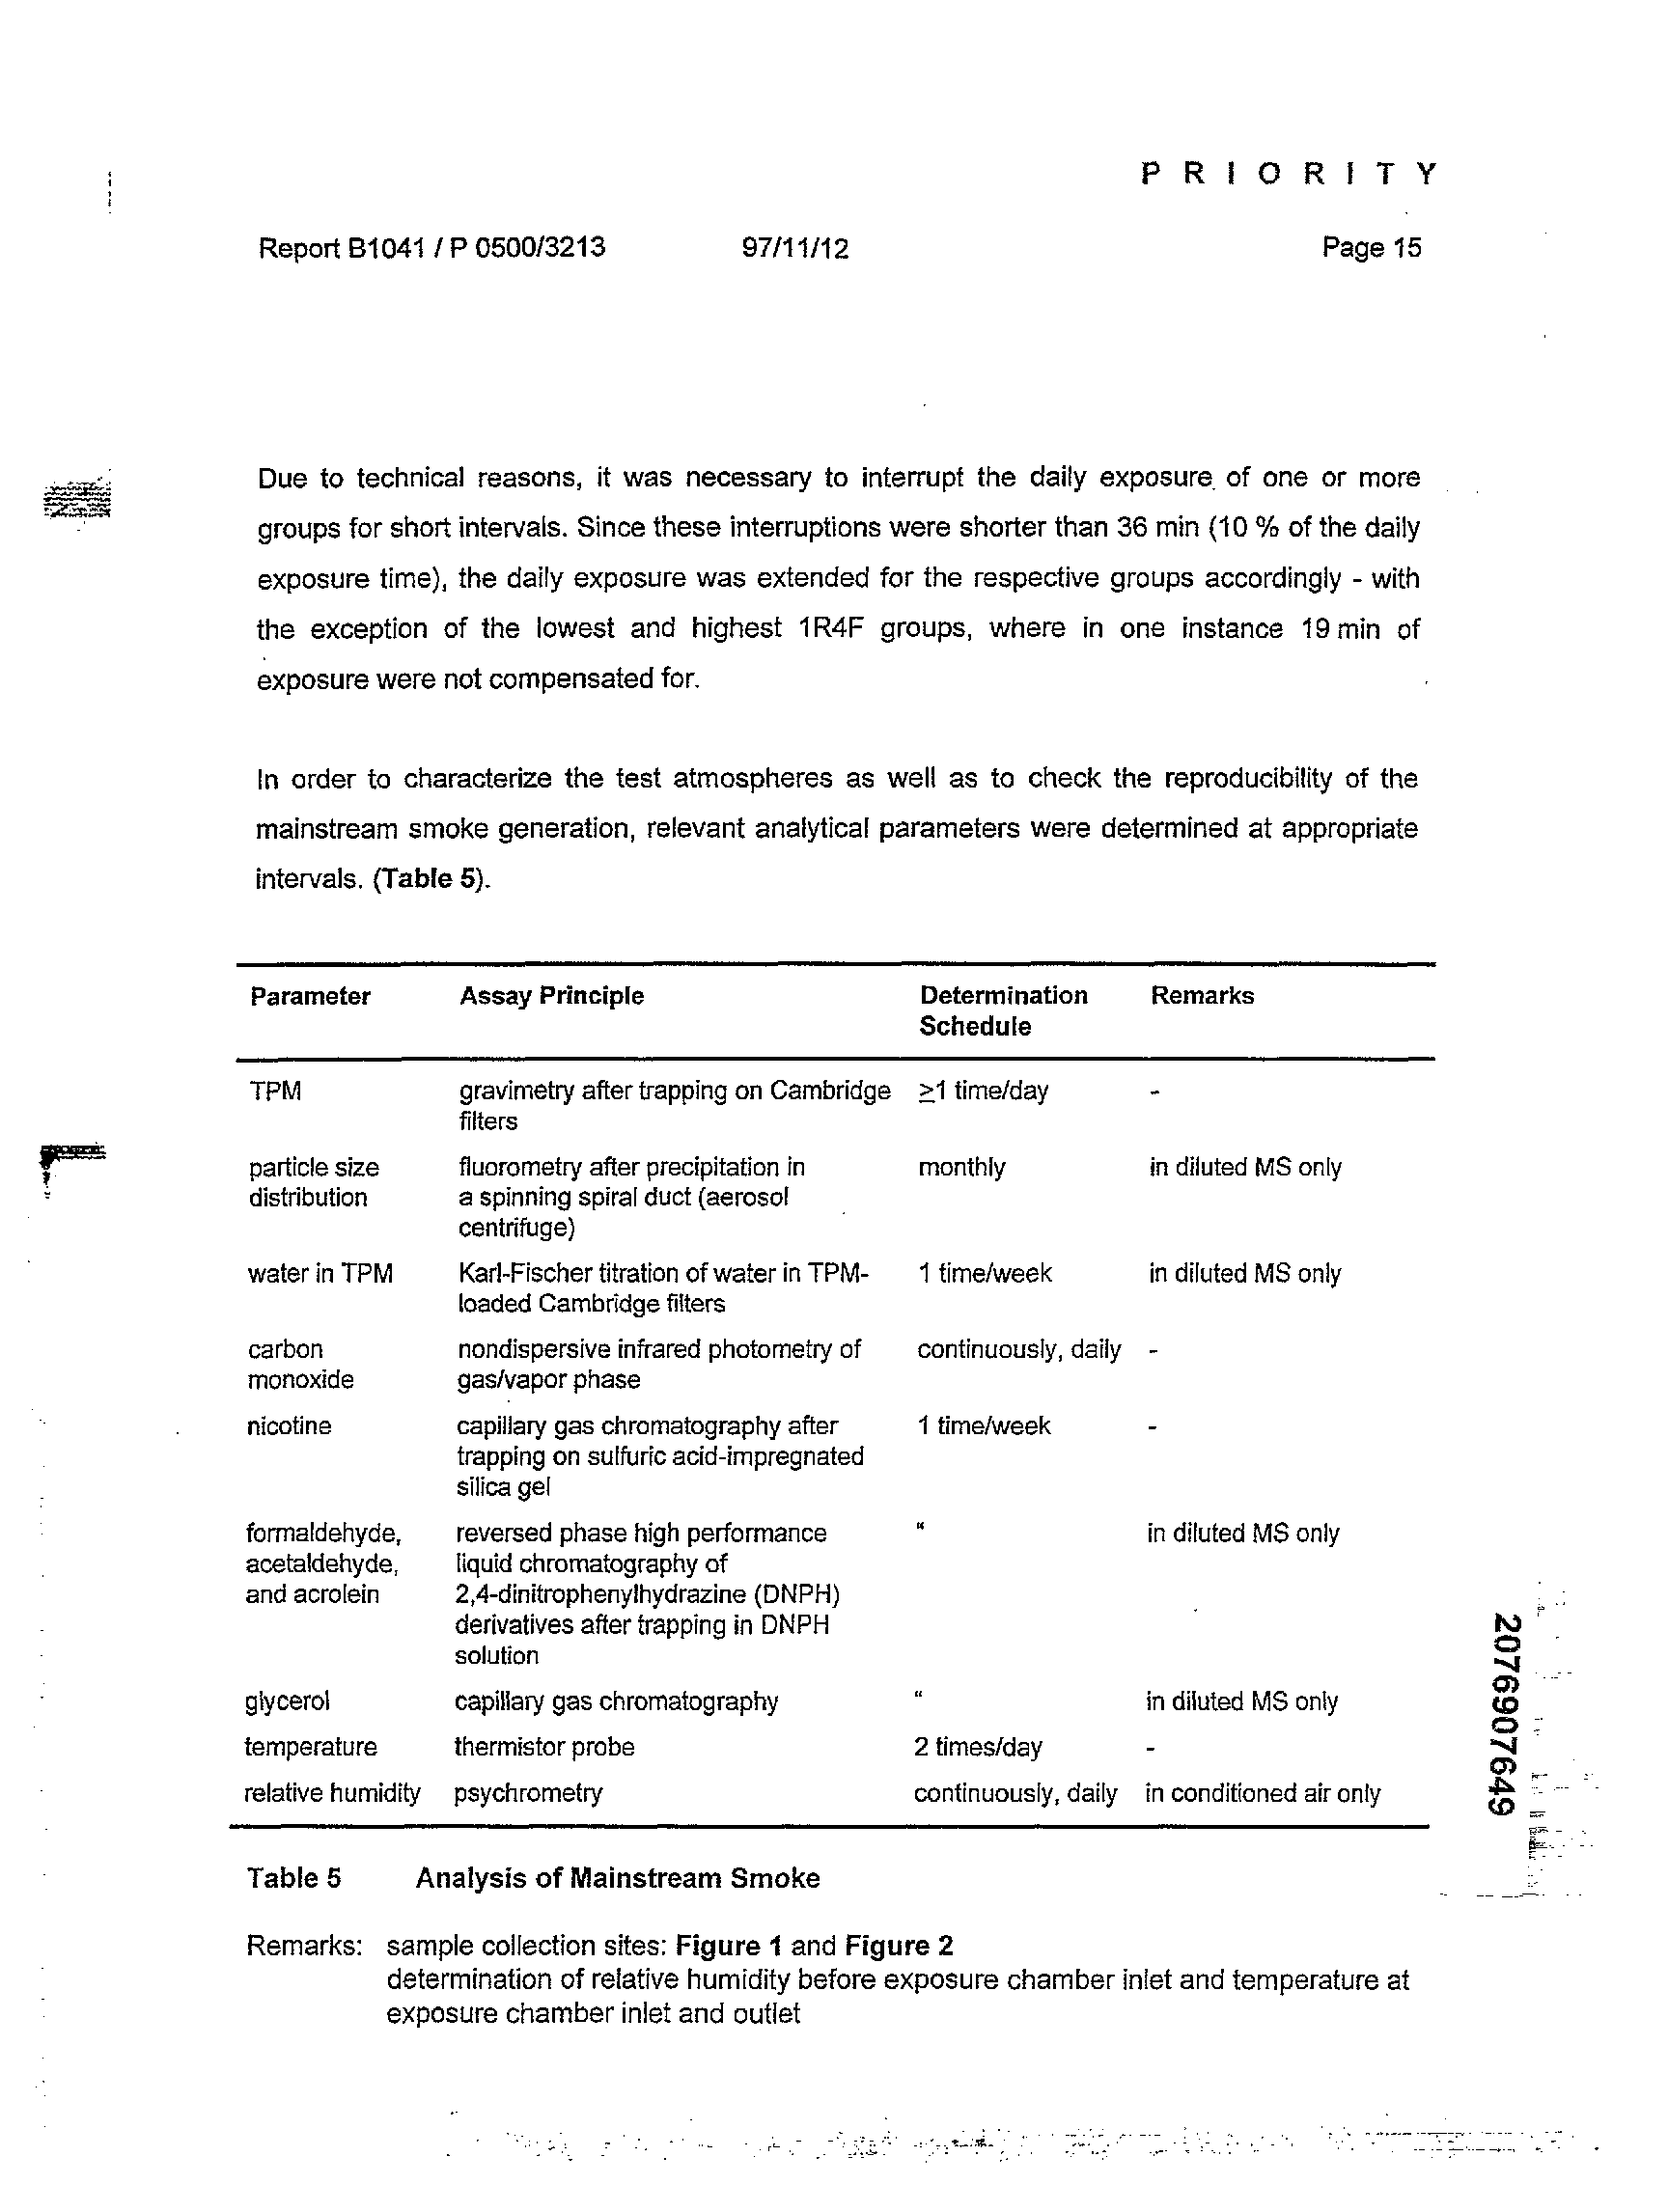 P R I O R I T Y
Report B1041 / P 0500/3213 97/11/12 Page 15
Due to technical reasons, it was necessary to interrupt the daily exposure of one or more
groups for short intervals. Since these interruptions were shorter than 36 min (10 % of the daily
exposure time), the daily exposure was extended for the respective groups accordingly - with
the exception of the lowest and highest 1R4F groups, where in one instance 19 min of
exposure were not compensated for.
In order to characterize the test atmospheres as well as to check the reproducibility of the
mainstream smoke generation, relevant analytical parameters were determined at appropriate
intervals. (Table 5).
Parameter Assay Principle Determination Remarks
Schedule
TPM gravimetry after trapping on Cambridge ≥1 time/day -
filters
particle size fluorometry after precipitation in monthly in diluted MS only
distribution a spinning spiral duct (aerosol
centrifuge)
water in TPM Karl-Fischer titration of water in TPM- 1 time/week in diluted MS only
loaded Cambridge filters
carbon nondispersive infrared photometry of continuously, daily -
monoxide gas/vapor phase
nicotine capillary gas chromatography after 1 time/week -
trapping on sulfuric acid-impregnated
silica gel
formaldehyde, reversed phase high performance “ in diluted MS only
acetaldehyde, liquid chromatography of
and acrolein 2,4-dinitrophenylhydrazine (DNPH)
derivatives after trapping in DNPH
solution
glycerol capillary gas chromatography “ in diluted MS only
temperature thermistor probe 2 times/day -
relative humidity psychrometry continuously, daily in conditioned air only
Table 5 Analysis of Mainstream Smoke
Remarks: sample collection sites: Figure 1 and Figure 2
determination of relative humidity before exposure chamber inlet and temperature at
exposure chamber inlet and outlet
2076907649